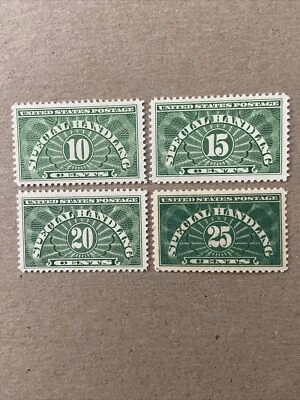 UNITED STATES POSTAGE
SPECIAL HANDLING
10
CENTS
UNITED STATES POSTAGE
SPECIAL HANDLING
15
CENTS
UNITED STATES POSTAGE
SPECIAL HANDLING
20
CENTS
UNITED STATES POSTAGE
SPECIAL HANDLING
25
CENTS